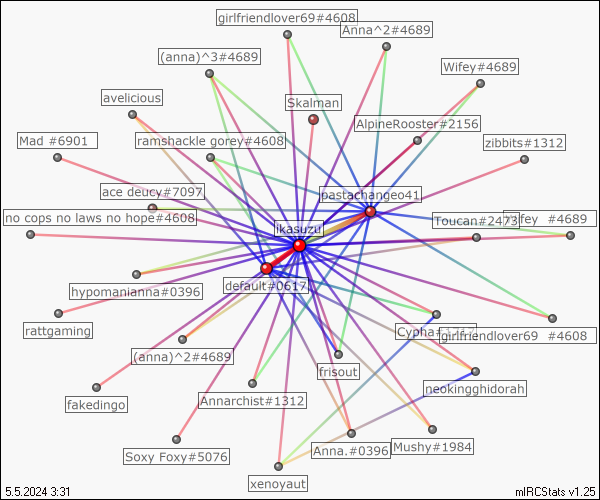 girlfriendlover69#4608
Anna^2#4689
(anna)^3#4689
Wifey#4689
avelicious
Skalman
AlpineRooster#2156
Mad #6901
ramshackle gorey#4608
zibbits#1312
ace deucy#7097
pastachangeo41
no cops no laws no hope#4608
Toucan#2473
#4689
ikasuzu
default#0617
hypomanianna#0396
rattgaming
Cypha
girlfriendlover69 #4608
(anna)^2#4689
frisout
neokingghidorah
fakedingo
Annarchist#1312
Soxy Foxy#5076
Anna.#0396
Mushy#1984
xenoyaut
5.5.2024 3:31
mIRCStats v1.25